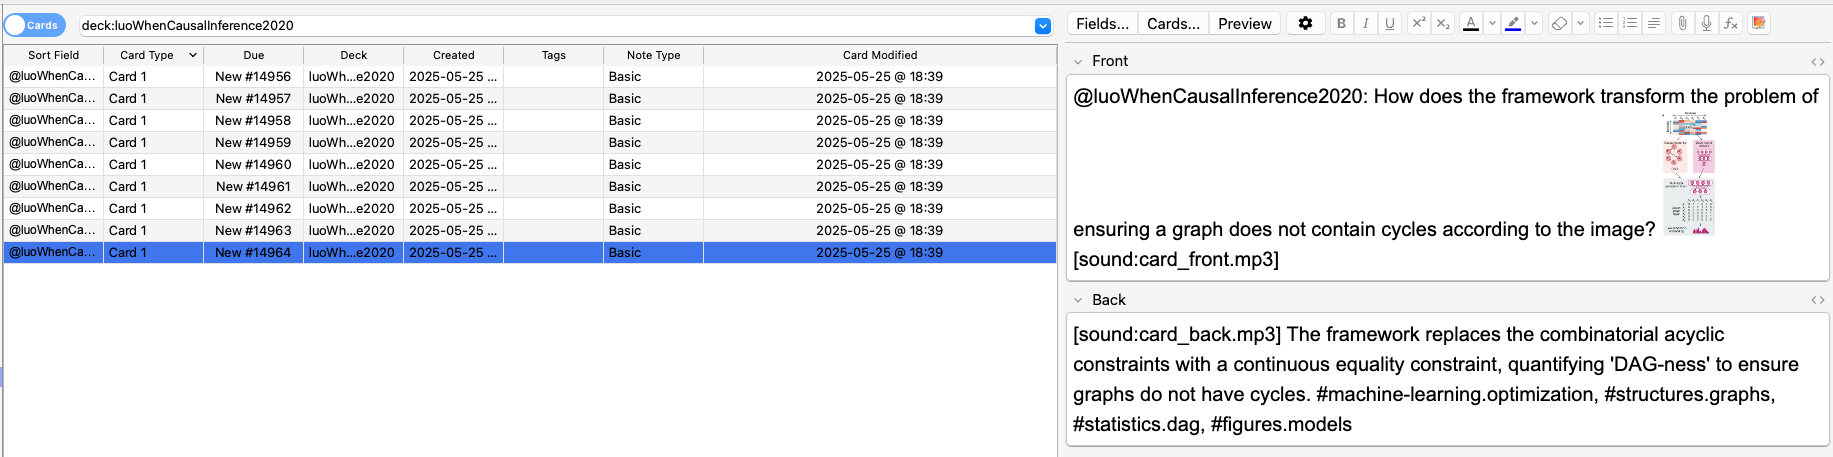 Cards
deck:luoWhenCausalInference2020
Sort Field Card Type Due Deck Created Tags Note Type Card Modified
@luoWhenCa... Card 1 New #14956 luoWh...e2020 2025-05-25 ... Basic 2025-05-25 @ 18:39
@luoWhenCa... Card 1 New #14957 luoWh...e2020 2025-05-25 ... Basic 2025-05-25 @ 18:39
@luoWhenCa... Card 1 New #14958 luoWh...e2020 2025-05-25 ... Basic 2025-05-25 @ 18:39
@luoWhenCa... Card 1 New #14959 luoWh...e2020 2025-05-25 ... Basic 2025-05-25 @ 18:39
@luoWhenCa... Card 1 New #14960 luoWh...e2020 2025-05-25 ... Basic 2025-05-25 @ 18:39
@luoWhenCa... Card 1 New #14961 luoWh...e2020 2025-05-25 ... Basic 2025-05-25 @ 18:39
@luoWhenCa... Card 1 New #14962 luoWh...e2020 2025-05-25 ... Basic 2025-05-25 @ 18:39
@luoWhenCa... Card 1 New #14963 luoWh...e2020 2025-05-25 ... Basic 2025-05-25 @ 18:39
@luoWhenCa... Card 1 New #14964 luoWh...e2020 2025-05-25 ... Basic 2025-05-25 @ 18:39
Fields... Cards... Preview B I U x² x₂ A fx
Front
@luoWhenCausalInference2020: How does the framework transform the problem of
ensuring a graph does not contain cycles according to the image?
[sound:card_front.mp3]
Back
[sound:card_back.mp3] The framework replaces the combinatorial acyclic
constraints with a continuous equality constraint, quantifying 'DAG-ness' to ensure
graphs do not have cycles. #machine-learning.optimization, #structures.graphs,
#statistics.dag, #figures.models